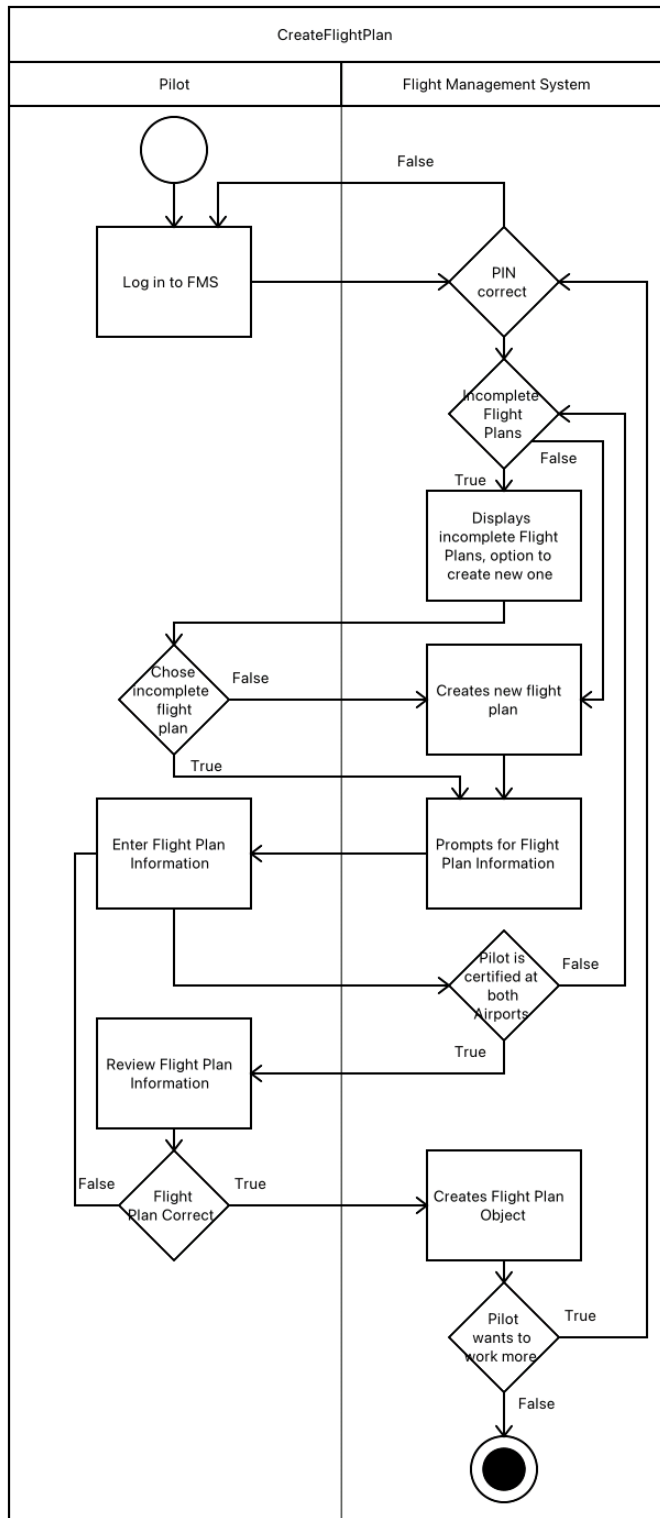 CreateFlightPlan
Pilot
Flight Management System
False
Log in to FMS
PIN
correct
Incomplete
Flight
Plans
False
True
Displays
incomplete Flight
Plans, option to
create new one
Chose
incomplete
flight
plan
False
Creates new flight
plan
True
Enter Flight Plan
Information
Prompts for Flight
Plan Information
Pilot is
certified at
both
Airports
False
True
Review Flight Plan
Information
False
Flight
Plan Correct
True
Creates Flight Plan
Object
Pilot
wants to
work more
True
False